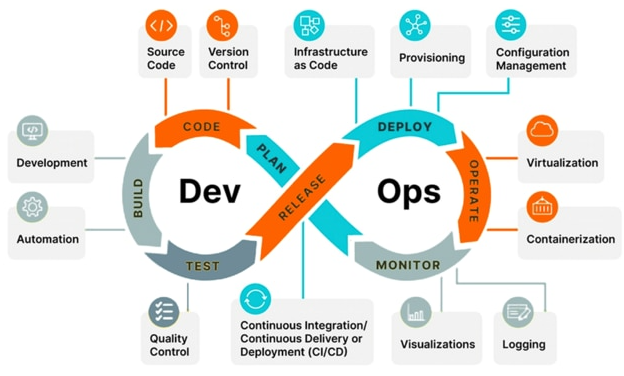 Source
Code
Version
Control
Infrastructure
as Code
Provisioning
Configuration
Management
CODE
PLAN
DEPLOY
Development
BUILD
Dev
RELEASE
Ops
OPERATE
Virtualization
Automation
Containerization
TEST
MONITOR
Quality
Control
Continuous Integration/
Continuous Delivery or
Deployment (CI/CD)
Visualizations
Logging